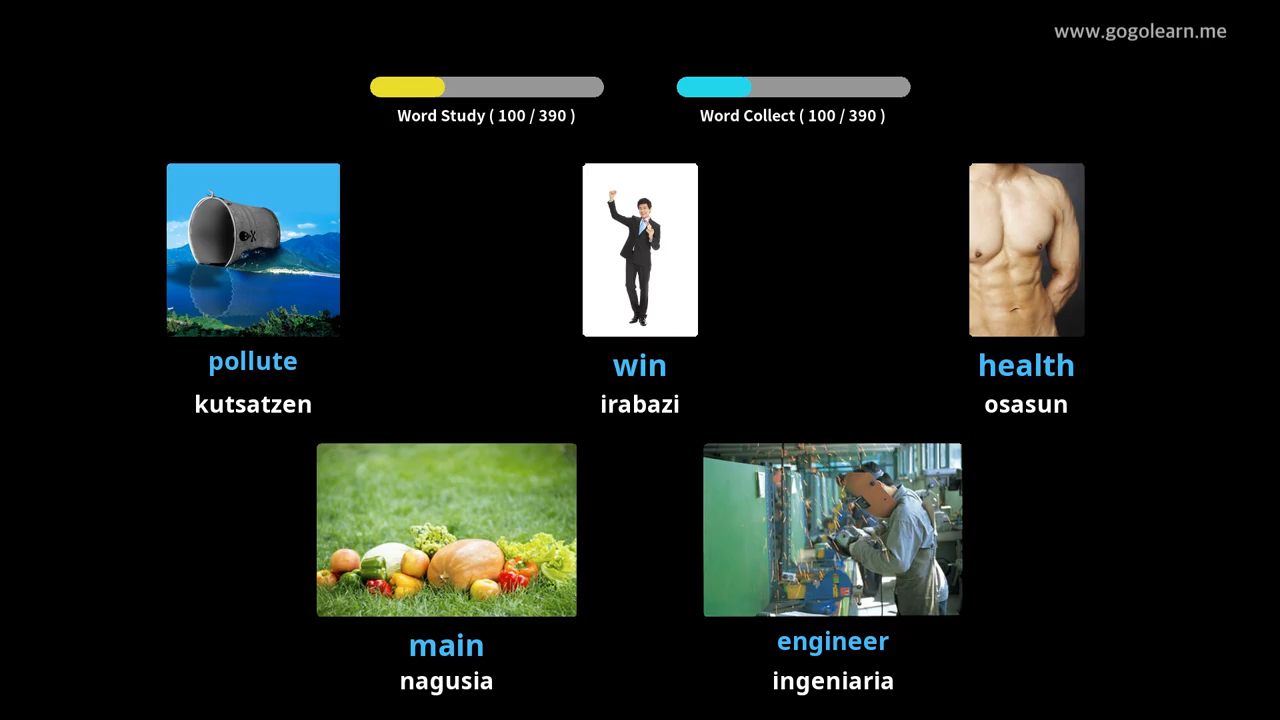 www.gogolearn.me
Word Study ( 100 / 390 )
Word Collect ( 100 / 390 )
pollute
kutsatzen
win
irabazi
health
osasun
main
nagusia
engineer
ingeniaria